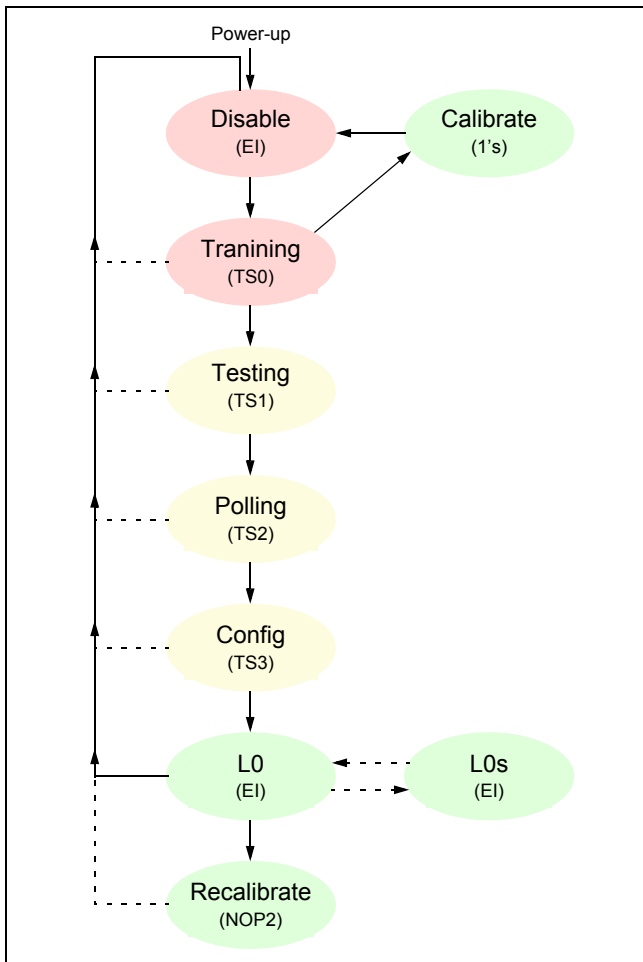 Power-up
Disable
(EI)
Calibrate
(1's)
Tranining
(TS0)
Testing
(TS1)
Polling
(TS2)
Config
(TS3)
L0
(EI)
L0s
(EI)
Recalibrate
(NOP2)